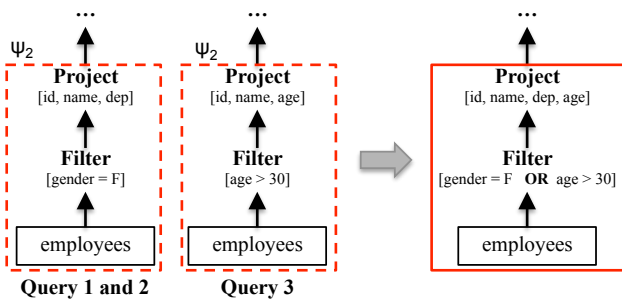 ...
Ψ2
Project
[id, name, dep]
Filter
[gender = F]
employees
Query 1 and 2
...
Ψ2
Project
[id, name, age]
Filter
[age > 30]
employees
Query 3
...
Project
[id, name, dep, age]
Filter
[gender = F OR age > 30]
employees